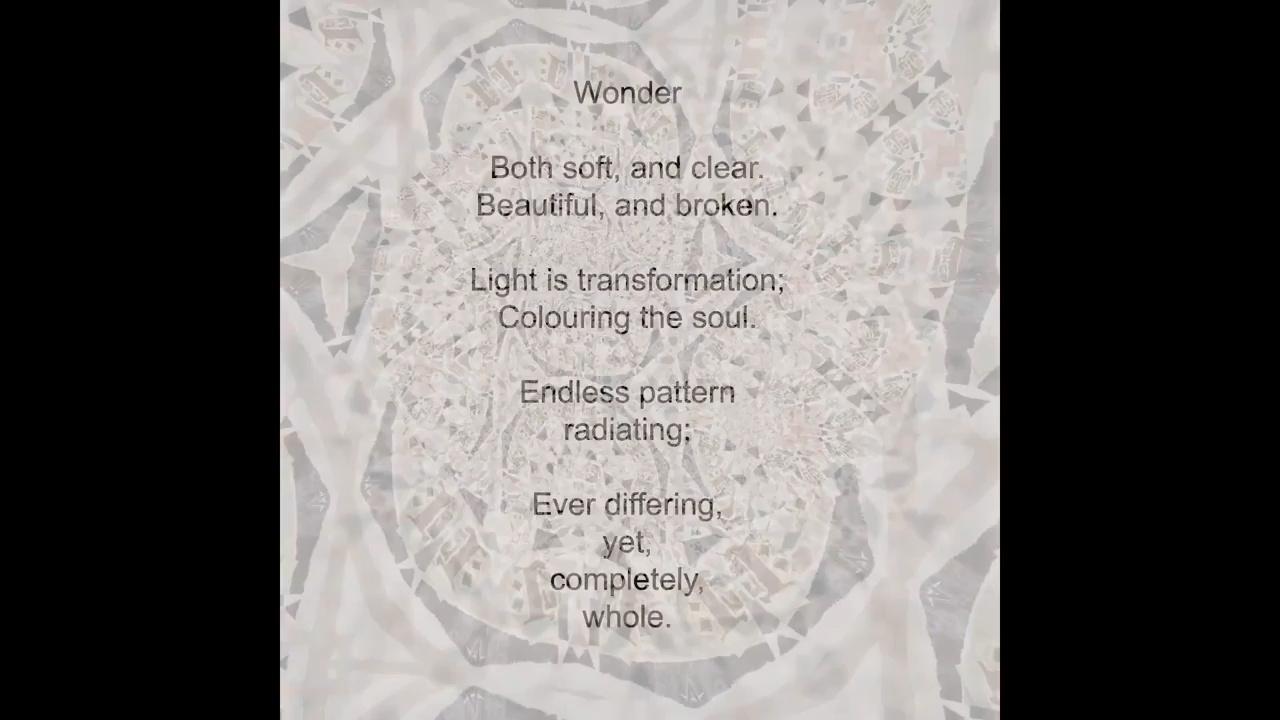 Wonder
Both soft, and clear.
Beautiful, and broken.
Light is transformation;
Colouring the soul.
Endless pattern
radiating;
Ever differing,
yet,
completely,
whole.